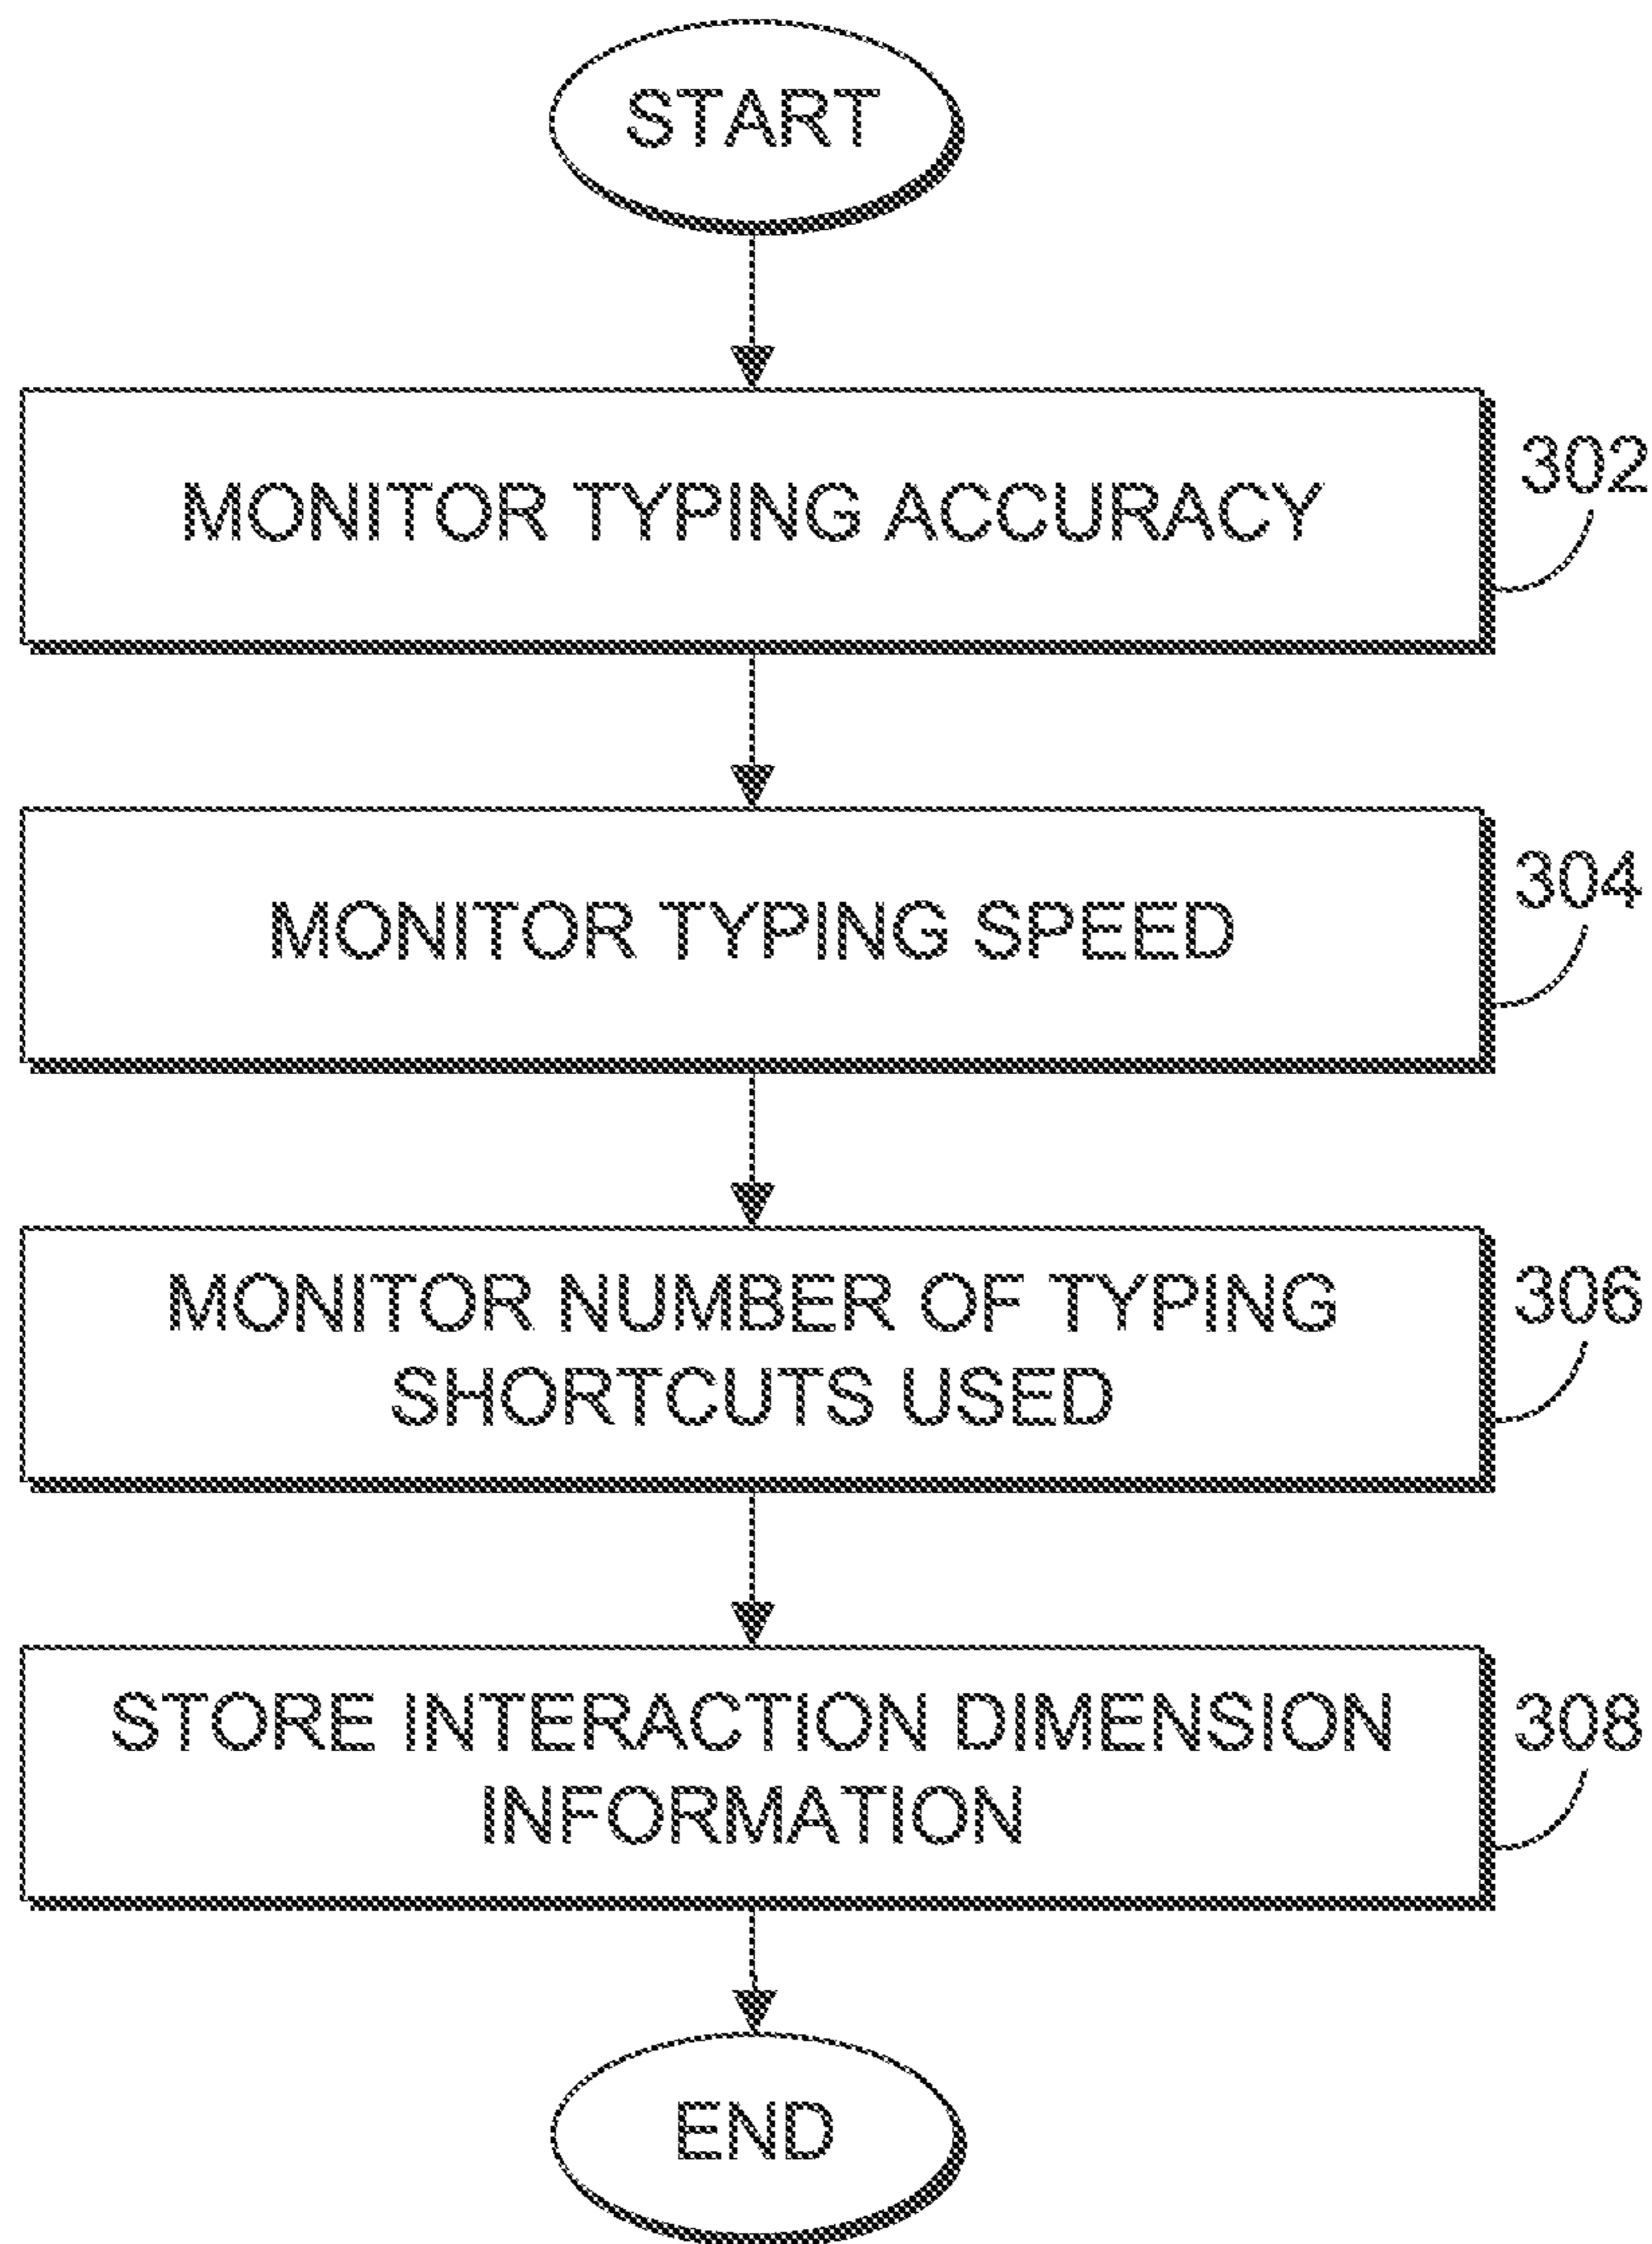 START
MONITOR TYPING ACCURACY
302
MONITOR TYPING SPEED
304
MONITOR NUMBER OF TYPING
SHORTCUTS USED
306
STORE INTERACTION DIMENSION
INFORMATION
308
END